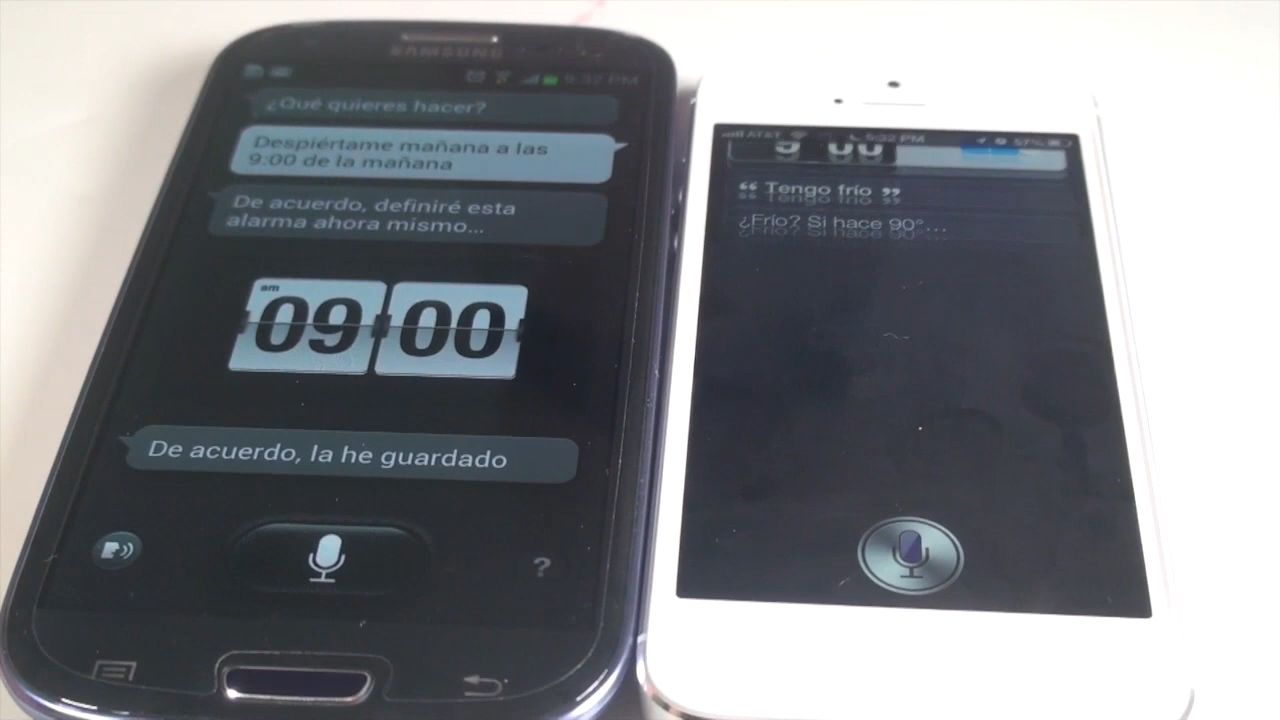 SAMSUNG
9:32 PM
¿Qué quieres hacer?
Despiértame mañana a las
9:00 de la mañana
De acuerdo, definiré esta
alarma ahora mismo...
am
09 00
De acuerdo, la he guardado
?
AT&T 5:32 PM 57%
9 00
“ Tengo frío ”
¿Frío? Si hace 90°...